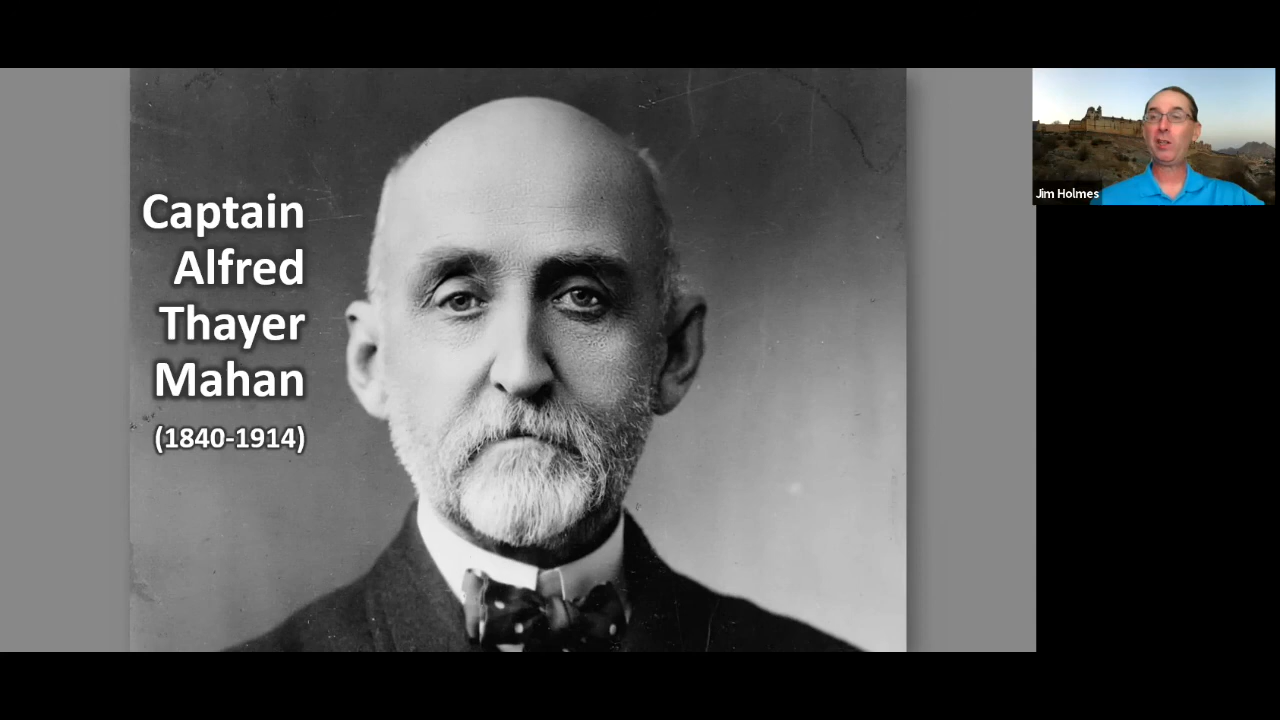 Captain
Alfred
Thayer
Mahan
(1840-1914)
Jim Holmes